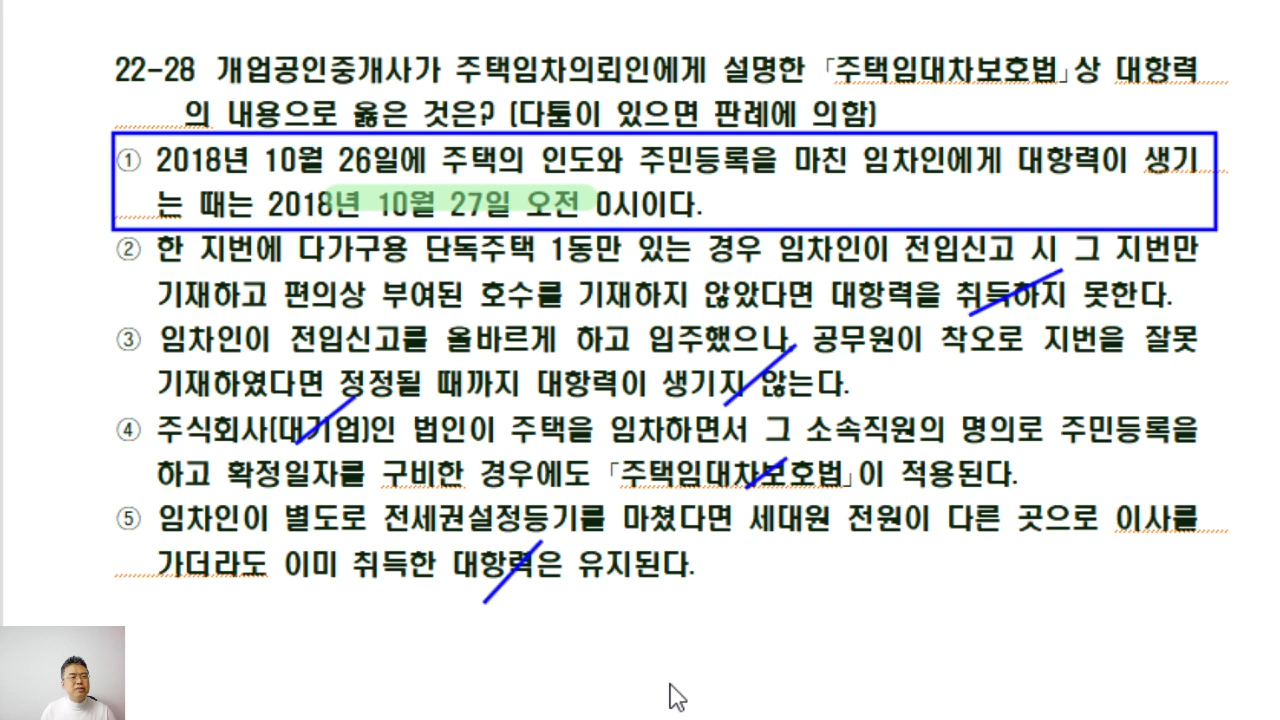 22-28 개업공인중개사가 주택임차의뢰인에게 설명한 「주택임대차보호법」상 대항력
의 내용으로 옳은 것은? (다툼이 있으면 판례에 의함)
① 2018년 10월 26일에 주택의 인도와 주민등록을 마친 임차인에게 대항력이 생기
는 때는 2018년 10월 27일 오전 0시이다.
② 한 지번에 다가구용 단독주택 1동만 있는 경우 임차인이 전입신고 시 그 지번만
기재하고 편의상 부여된 호수를 기재하지 않았다면 대항력을 취득하지 못한다.
③ 임차인이 전입신고를 올바르게 하고 입주했으나, 공무원이 착오로 지번을 잘못
기재하였다면 정정될 때까지 대항력이 생기지 않는다.
④ 주식회사(대기업)인 법인이 주택을 임차하면서 그 소속직원의 명의로 주민등록을
하고 확정일자를 구비한 경우에도 「주택임대차보호법」이 적용된다.
⑤ 임차인이 별도로 전세권설정등기를 마쳤다면 세대원 전원이 다른 곳으로 이사를
가더라도 이미 취득한 대항력은 유지된다.